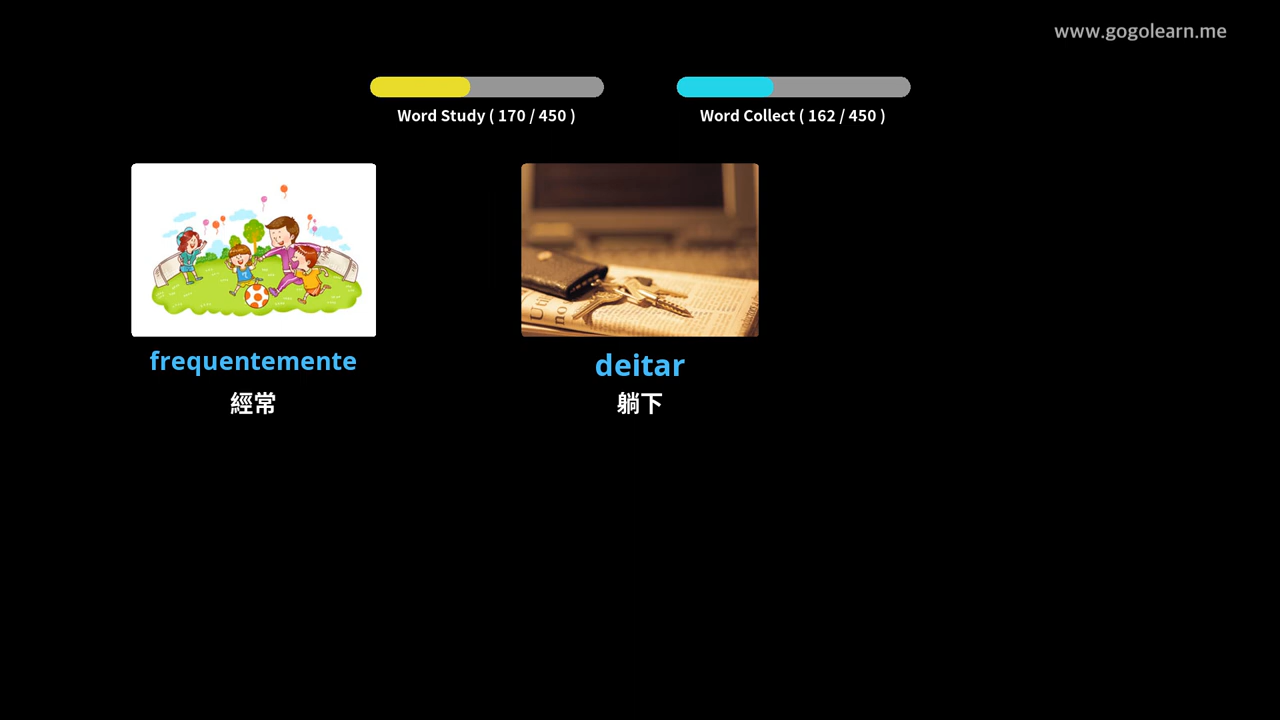 www.gogolearn.me
Word Study ( 170 / 450 )
Word Collect ( 162 / 450 )
frequentemente
經常
deitar
躺下